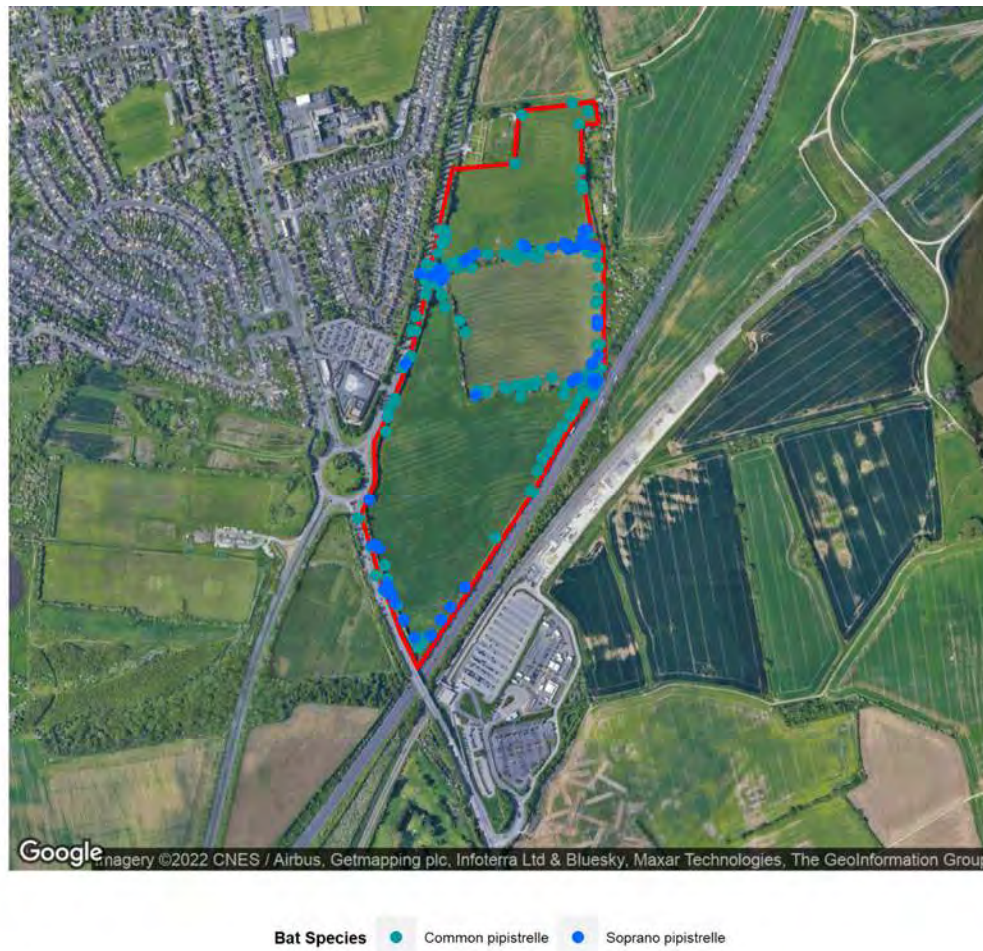 Google
Imagery ©2022 CNES / Airbus, Getmapping plc, Infoterra Ltd & Bluesky, Maxar Technologies, The GeoInformation Group
Bat Species Common pipistrelle Soprano pipistrelle